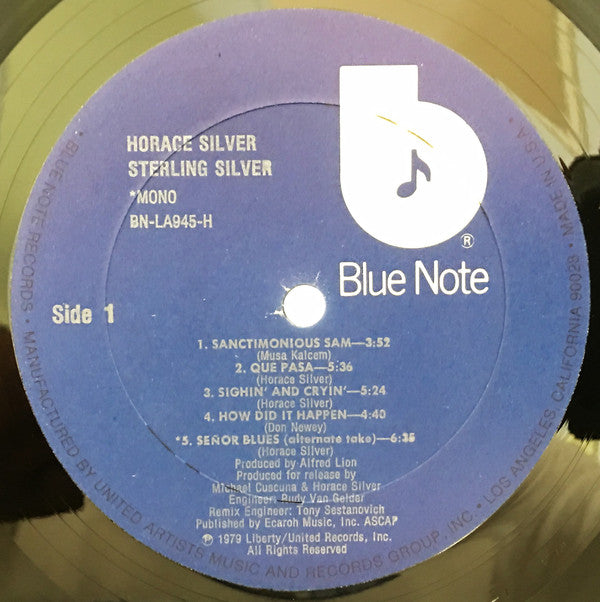 HORACE SILVER
STERLING SILVER
*MONO
BN-LA945-H
®
Blue Note
Side 1
1. SANCTIMONIOUS SAM—3:52
(Musa Kalcem)
2. QUE PASA—5:36
(Horace Silver)
3. SIGHIN' AND CRYIN'—5:24
(Horace Silver)
4. HOW DID IT HAPPEN—4:40
(Don Newey)
*5. SEÑOR BLUES (alternate take)—6:35
(Horace Silver)
Produced by Alfred Lion
Produced for release by
Michael Cuscuna & Horace Silver
Engineer: Rudy Van Gelder
Remix Engineer: Tony Sestanovich
Published by Ecaroh Music, Inc. ASCAP
℗ 1979 Liberty/United Records, Inc.
All Rights Reserved
• BLUE NOTE RECORDS • MANUFACTURED BY UNITED ARTISTS MUSIC AND RECORDS GROUP, INC. • LOS ANGELES, CALIFORNIA 90028 • MADE IN U.S.A. •